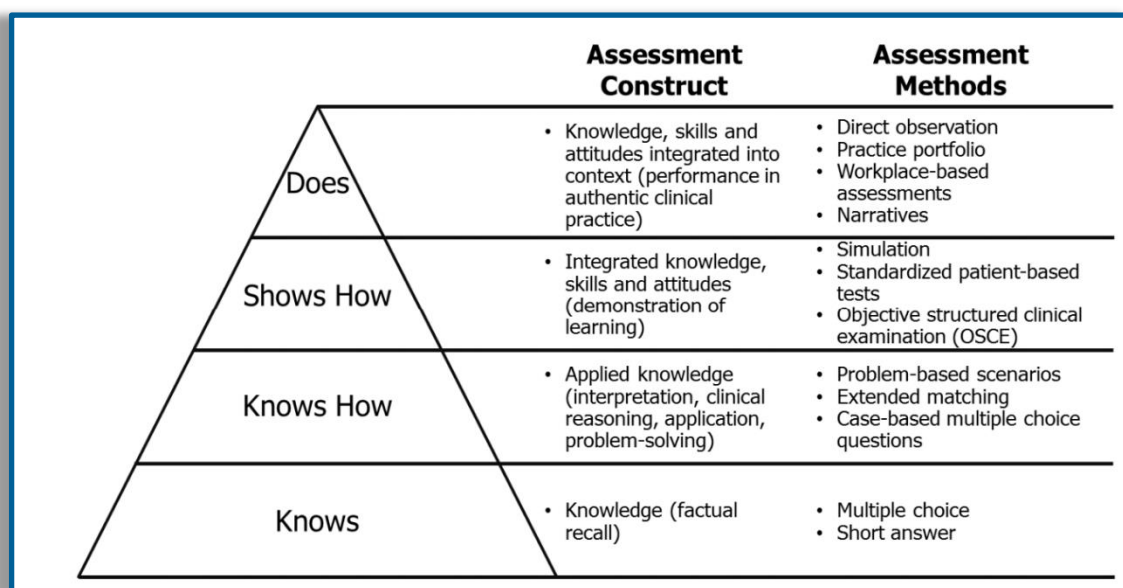 Assessment
Construct
Assessment
Methods
Does
• Knowledge, skills and
attitudes integrated into
context (performance in
authentic clinical
practice)
• Direct observation
• Practice portfolio
• Workplace-based
assessments
• Narratives
Shows How
• Integrated knowledge,
skills and attitudes
(demonstration of
learning)
• Simulation
• Standardized patient-based
tests
• Objective structured clinical
examination (OSCE)
Knows How
• Applied knowledge
(interpretation, clinical
reasoning, application,
problem-solving)
• Problem-based scenarios
• Extended matching
• Case-based multiple choice
questions
Knows
• Knowledge (factual
recall)
• Multiple choice
• Short answer